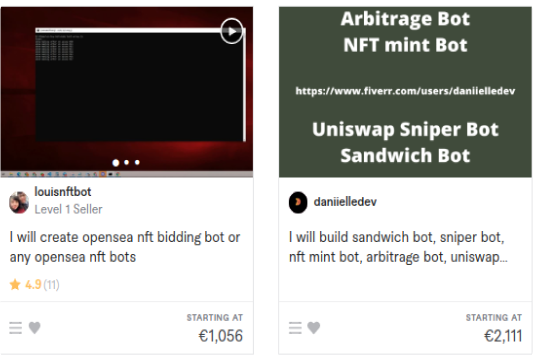 Arbitrage Bot
NFT mint Bot
https://www.fiverr.com/users/daniielledev
Uniswap Sniper Bot
Sandwich Bot
louisnftbot
Level 1 Seller
I will create opensea nft bidding bot or
any opensea nft bots
4.9 (11)
STARTING AT
€1,056
daniielledev
I will build sandwich bot, sniper bot,
nft mint bot, arbitrage bot, uniswap...
STARTING AT
€2,111